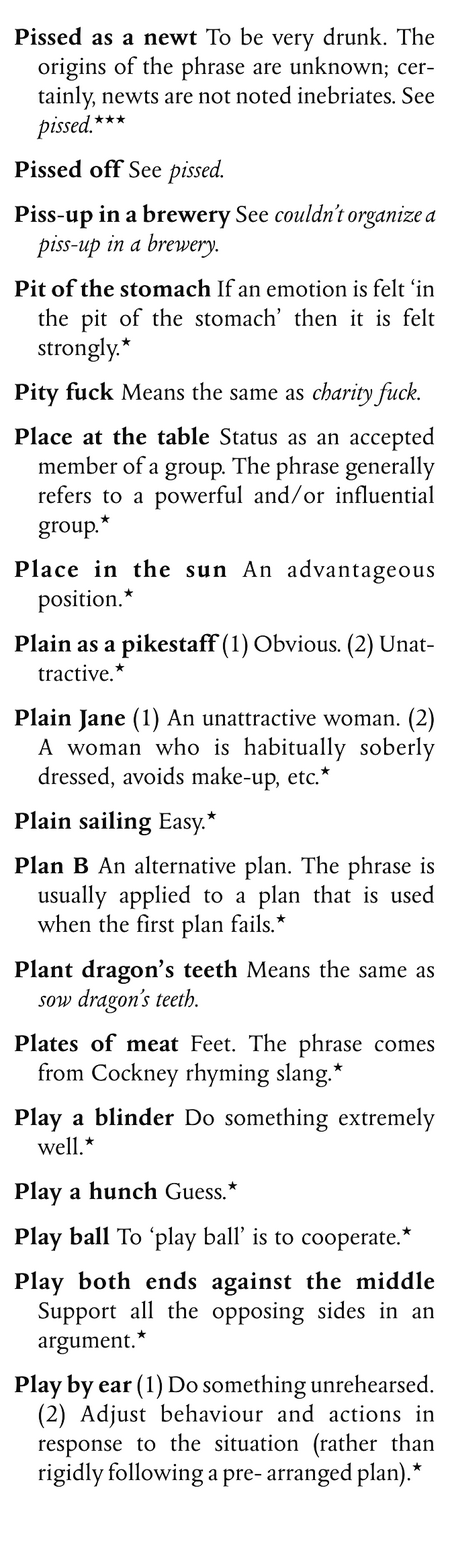 Pissed as a newt To be very drunk. The
origins of the phrase are unknown; cer-
tainly, newts are not noted inebriates. See
pissed.★★★
Pissed off See pissed.
Piss-up in a brewery See couldn't organize a
piss-up in a brewery.
Pit of the stomach If an emotion is felt ‘in
the pit of the stomach’ then it is felt
strongly.★
Pity fuck Means the same as charity fuck.
Place at the table Status as an accepted
member of a group. The phrase generally
refers to a powerful and/or influential
group.★
Place in the sun An advantageous
position.★
Plain as a pikestaff (1) Obvious. (2) Unat-
tractive.★
Plain Jane (1) An unattractive woman. (2)
A woman who is habitually soberly
dressed, avoids make-up, etc.★
Plain sailing Easy.★
Plan B An alternative plan. The phrase is
usually applied to a plan that is used
when the first plan fails.★
Plant dragon’s teeth Means the same as
sow dragon’s teeth.
Plates of meat Feet. The phrase comes
from Cockney rhyming slang.★
Play a blinder Do something extremely
well.★
Play a hunch Guess.★
Play ball To ‘play ball’ is to cooperate.★
Play both ends against the middle
Support all the opposing sides in an
argument.★
Play by ear (1) Do something unrehearsed.
(2) Adjust behaviour and actions in
response to the situation (rather than
rigidly following a pre- arranged plan).★